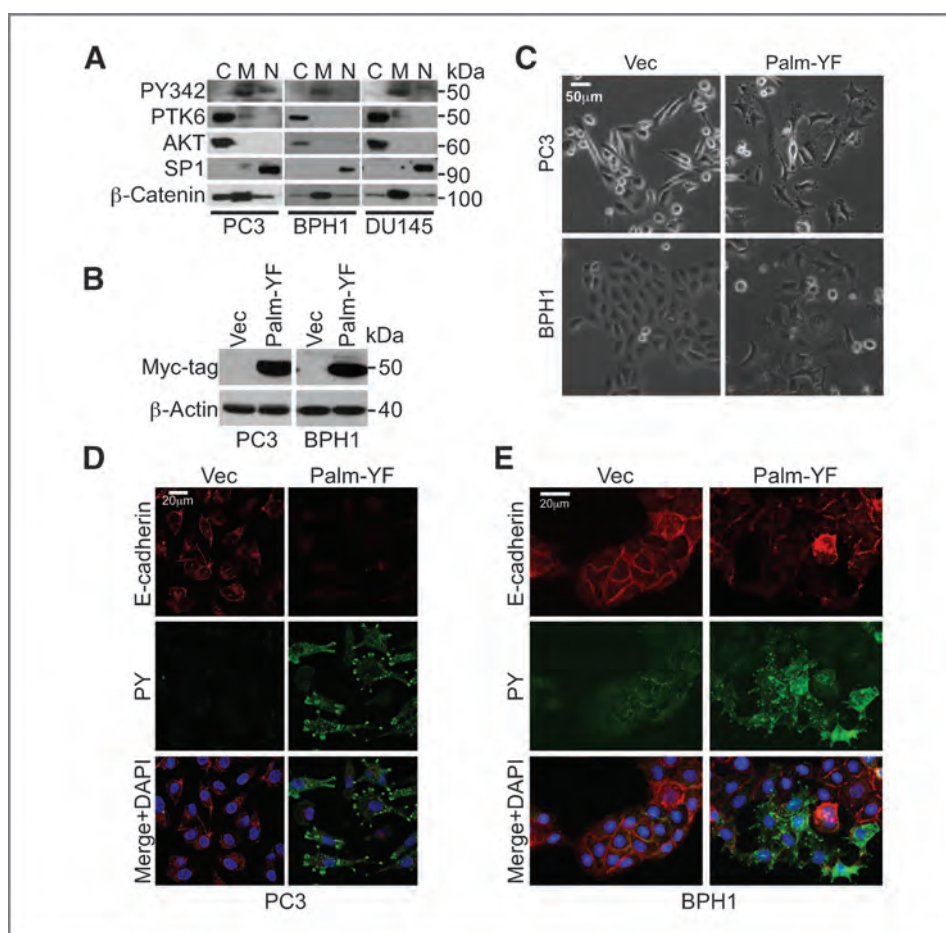 A
C M N C M N C M N kDa
PY342 -50
PTK6 -50
AKT -60
SP1 -90
β-Catenin -100
PC3 BPH1 DU145
B
Vec Palm-YF Vec Palm-YF kDa
Myc-tag -50
β-Actin -40
PC3 BPH1
C
Vec Palm-YF
50μm
PC3
BPH1
D
Vec Palm-YF
20μm
E-cadherin
PY
Merge+DAPI
PC3
E
Vec Palm-YF
20μm
E-cadherin
PY
Merge+DAPI
BPH1